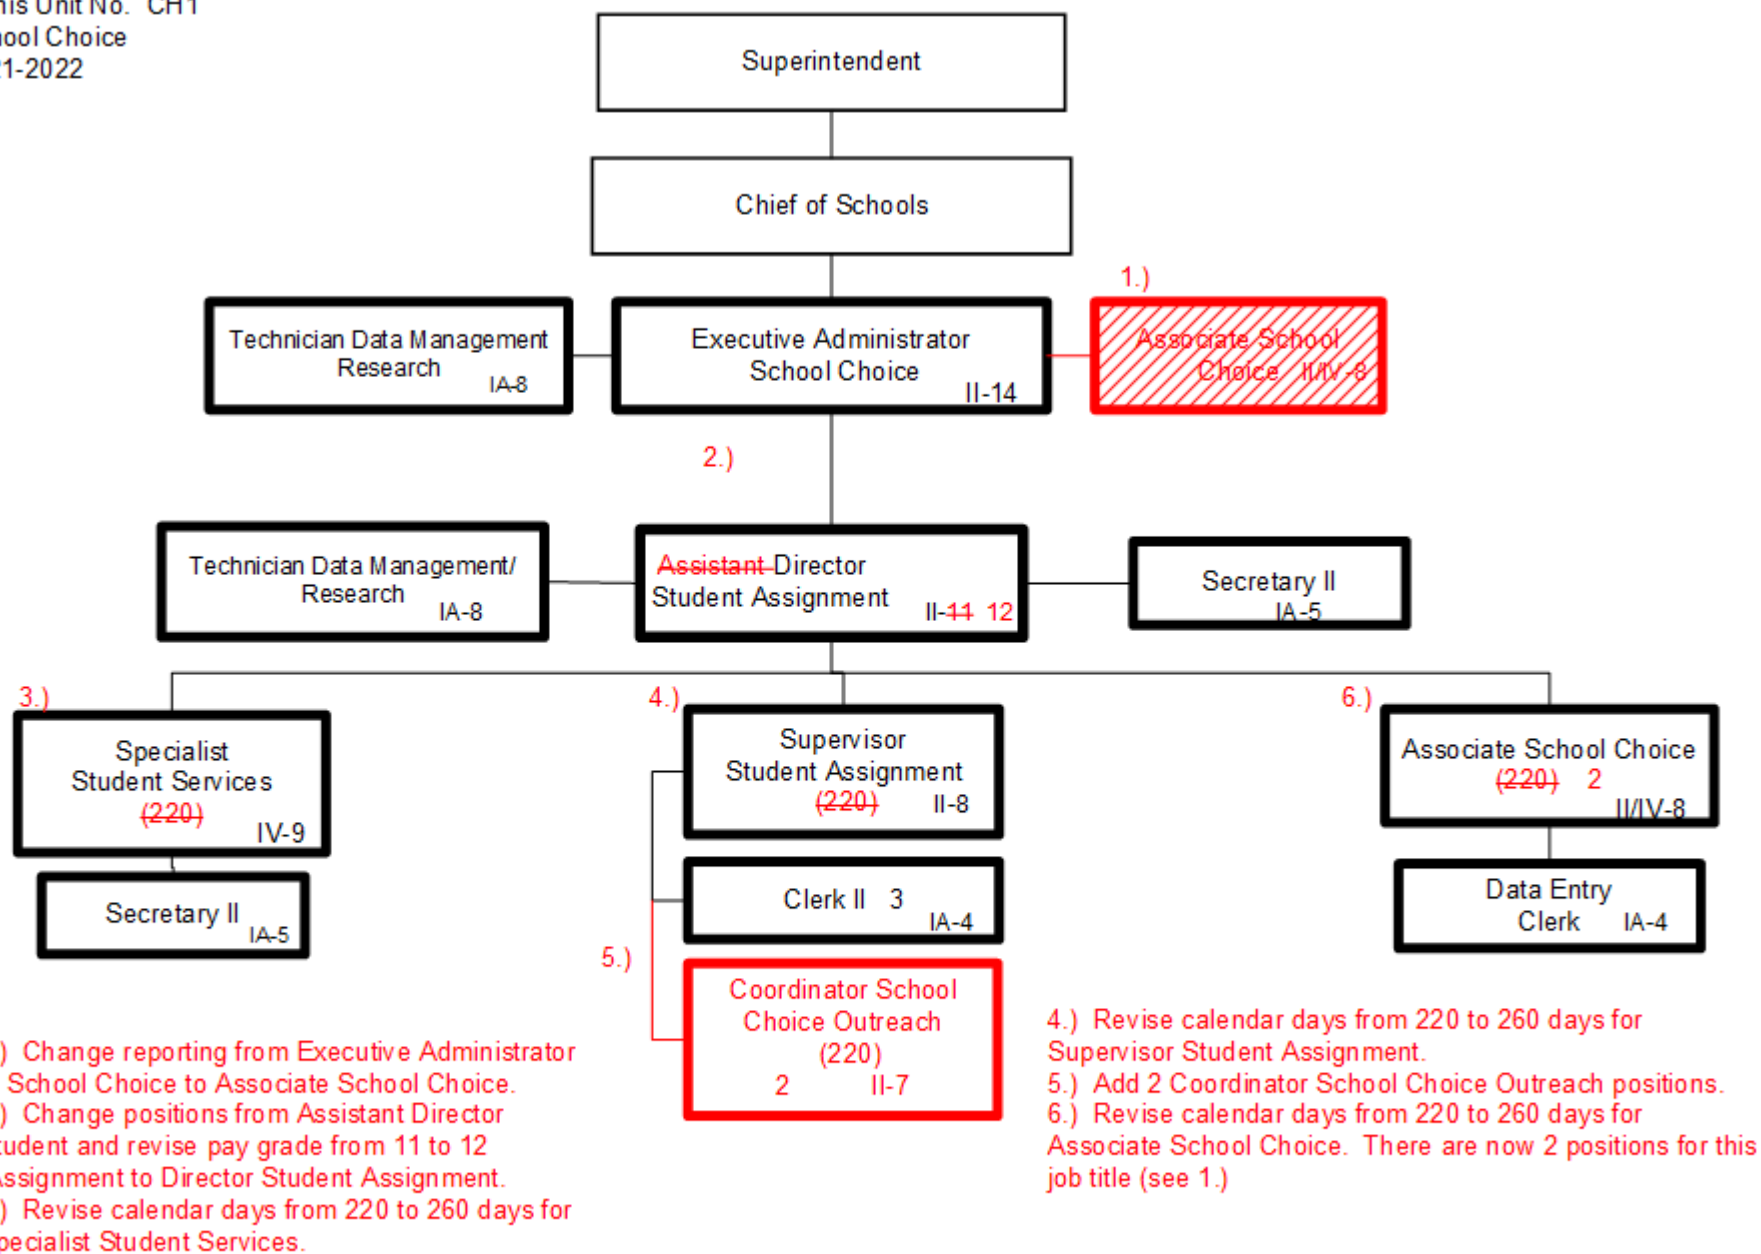 his Unit No. CH1
ool Choice
21-2022
Superintendent
Chief of Schools
1.)
Technician Data Management
Research
IA-8
Executive Administrator
School Choice
II-14
Associate School
Choice II/IV-8
2.)
Technician Data Management/
Research
IA-8
Assistant Director
Student Assignment
II-11 12
Secretary II
IA-5
3.)
Specialist
Student Services
(220)
IV-9
Secretary II
IA-5
4.)
Supervisor
Student Assignment
(220) II-8
Clerk II 3
IA-4
5.)
Coordinator School
Choice Outreach
(220)
2 II-7
6.)
Associate School Choice
(220) 2
II/IV-8
Data Entry
Clerk IA-4
) Change reporting from Executive Administrator
School Choice to Associate School Choice.
) Change positions from Assistant Director
tudent and revise pay grade from 11 to 12
Assignment to Director Student Assignment.
) Revise calendar days from 220 to 260 days for
pecialist Student Services.
4.) Revise calendar days from 220 to 260 days for
Supervisor Student Assignment.
5.) Add 2 Coordinator School Choice Outreach positions.
6.) Revise calendar days from 220 to 260 days for
Associate School Choice. There are now 2 positions for this
job title (see 1.)